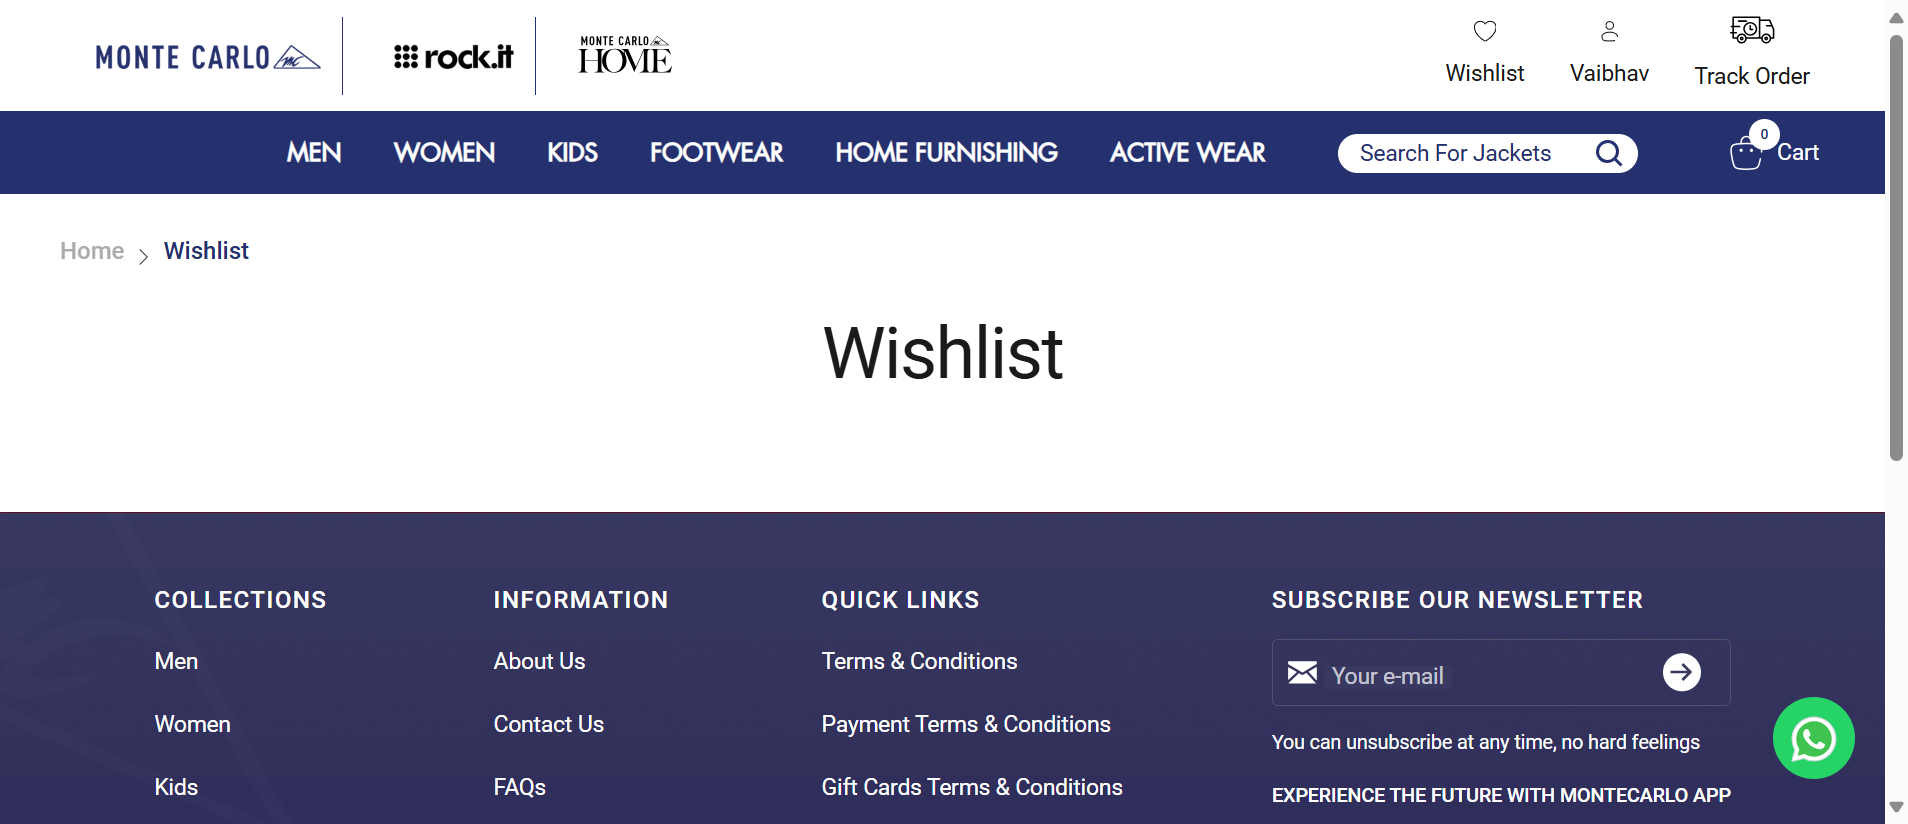 MONTE CARLO
rock.it
MONTE CARLO
HOME
Wishlist
Vaibhav
Track Order
MEN
WOMEN
KIDS
FOOTWEAR
HOME FURNISHING
ACTIVE WEAR
Search For Jackets
0
Cart
Home
Wishlist
Wishlist
COLLECTIONS
Men
Women
Kids
INFORMATION
About Us
Contact Us
FAQs
QUICK LINKS
Terms & Conditions
Payment Terms & Conditions
Gift Cards Terms & Conditions
SUBSCRIBE OUR NEWSLETTER
Your e-mail
You can unsubscribe at any time, no hard feelings
EXPERIENCE THE FUTURE WITH MONTECARLO APP